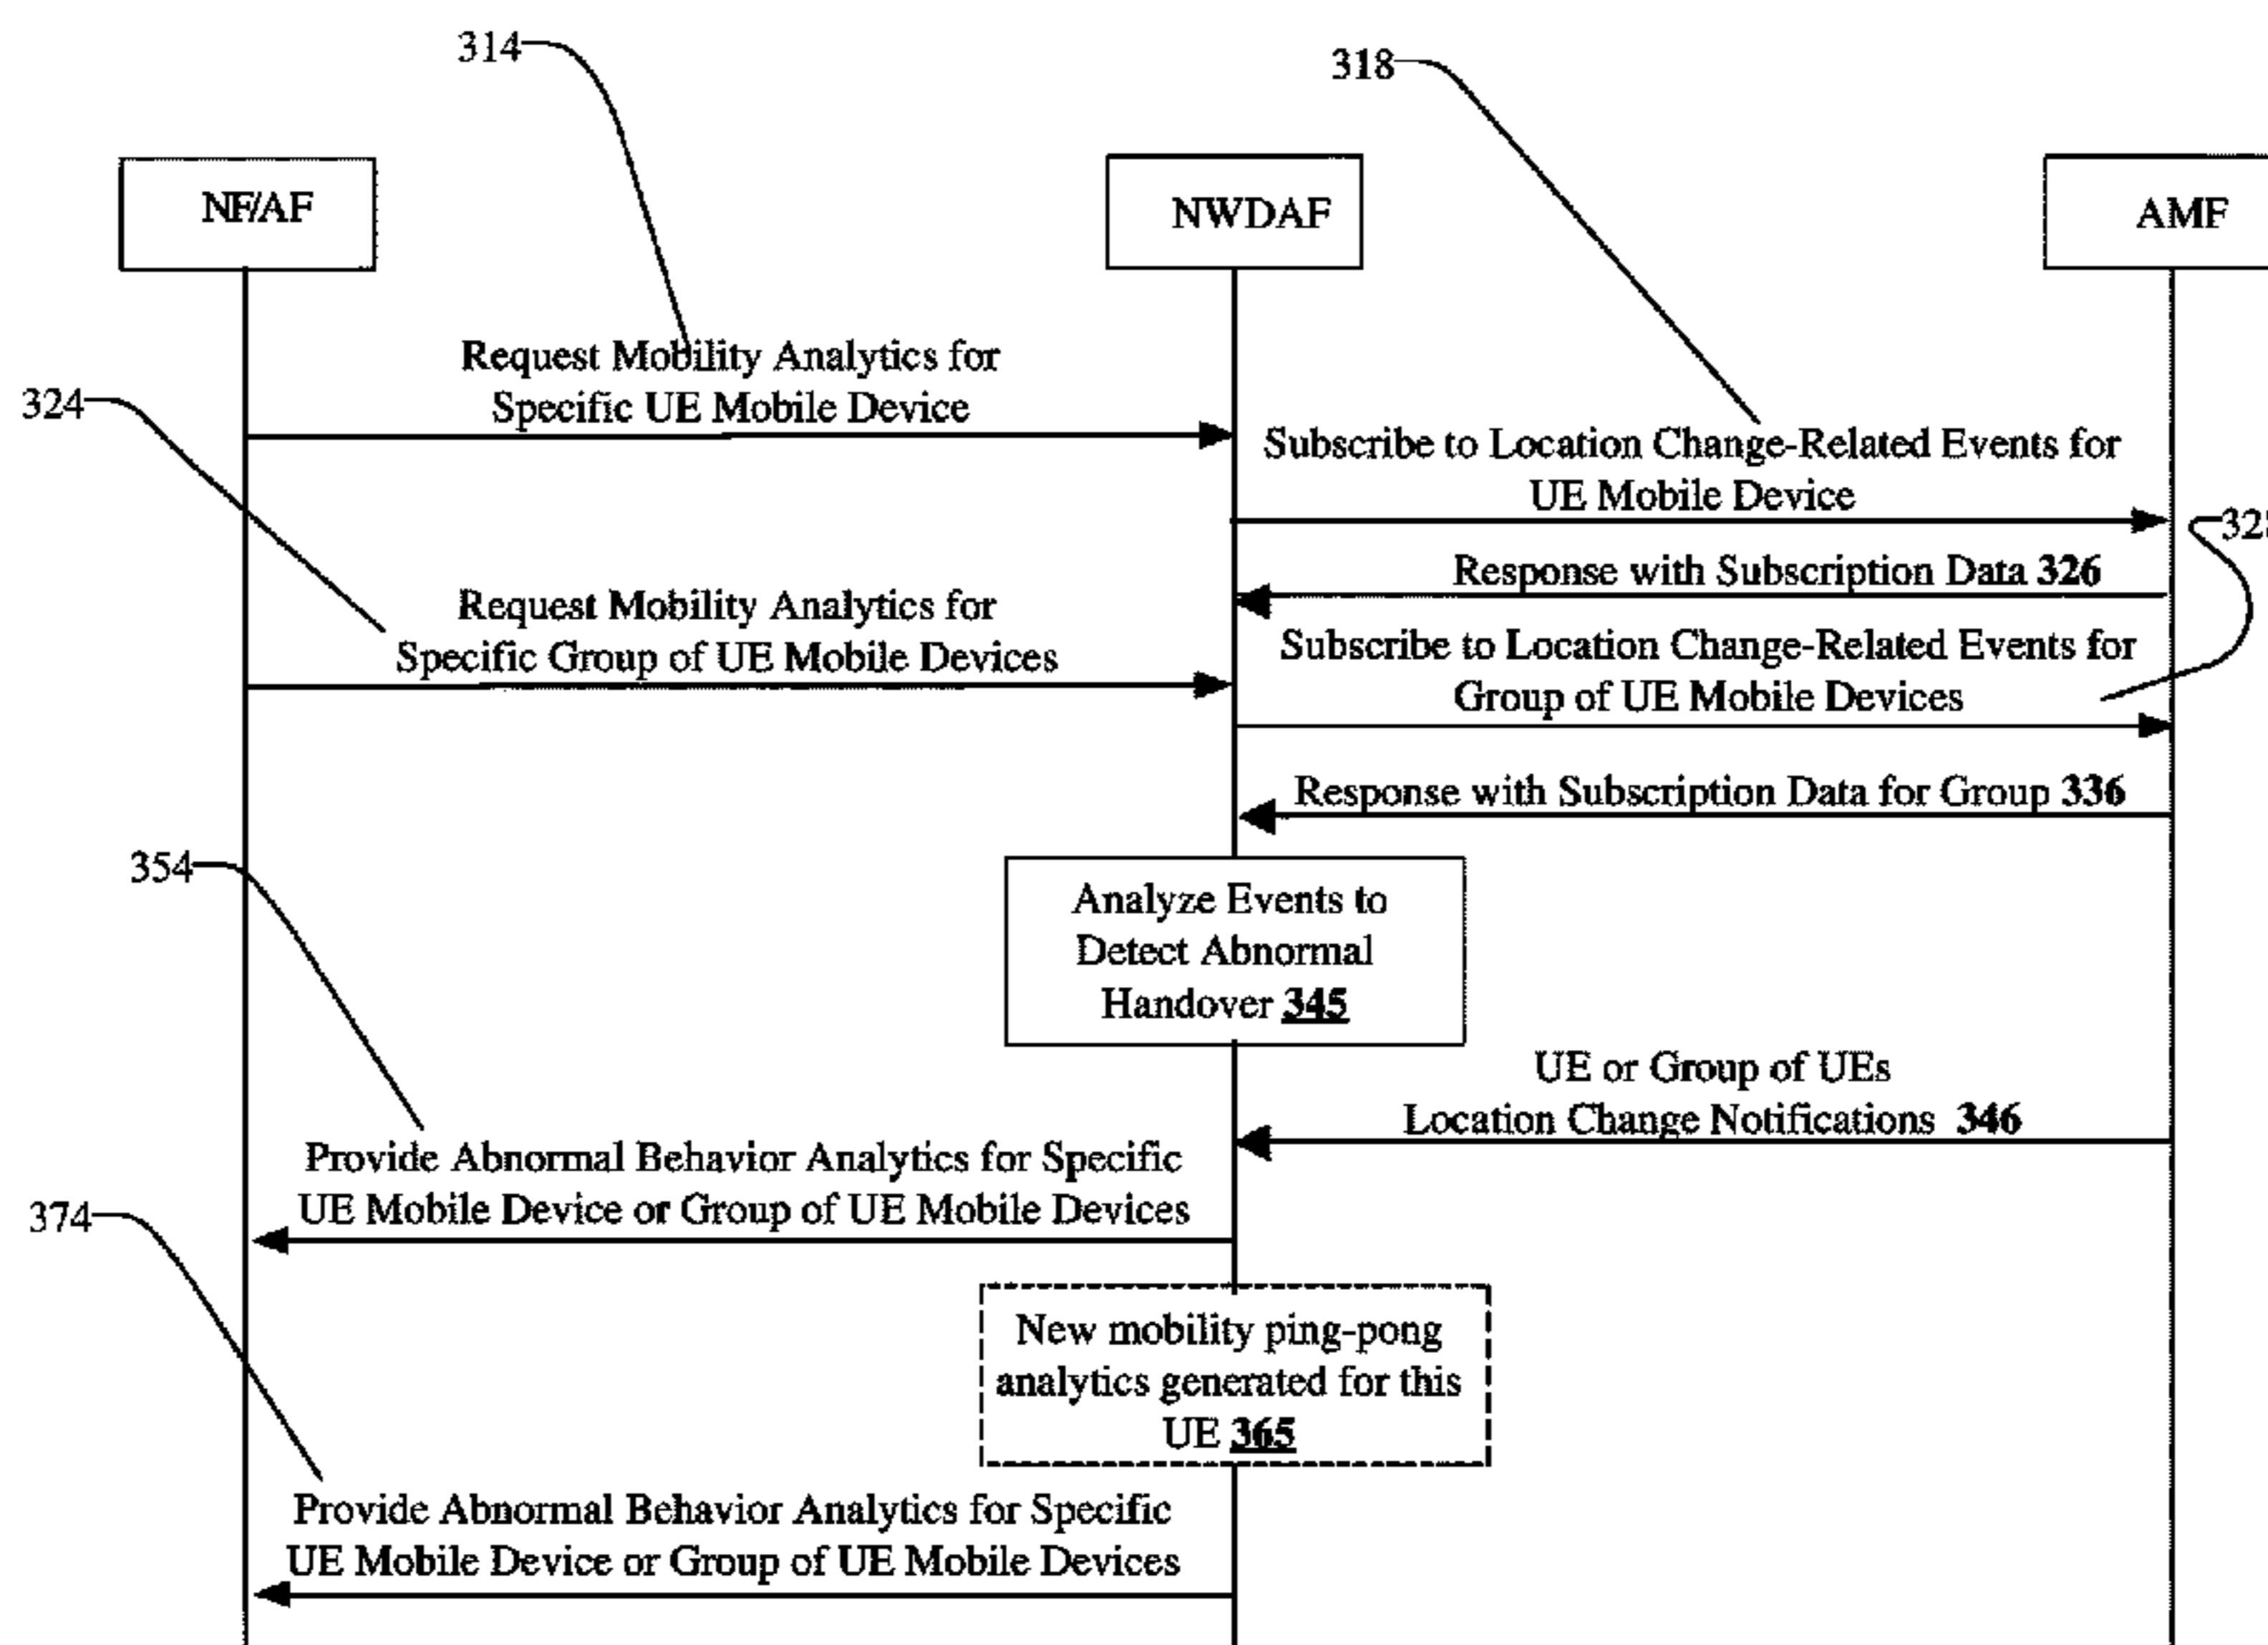 314
318
NF/AF
NWDAF
AMF
Request Mobility Analytics for
Specific UE Mobile Device
324
Subscribe to Location Change-Related Events for
UE Mobile Device
Response with Subscription Data 326
Request Mobility Analytics for
Specific Group of UE Mobile Devices
Subscribe to Location Change-Related Events for
Group of UE Mobile Devices
Response with Subscription Data for Group 336
354
Analyze Events to
Detect Abnormal
Handover 345
UE or Group of UEs
Location Change Notifications 346
Provide Abnormal Behavior Analytics for Specific
UE Mobile Device or Group of UE Mobile Devices
374
New mobility ping-pong
analytics generated for this
UE 365
Provide Abnormal Behavior Analytics for Specific
UE Mobile Device or Group of UE Mobile Devices